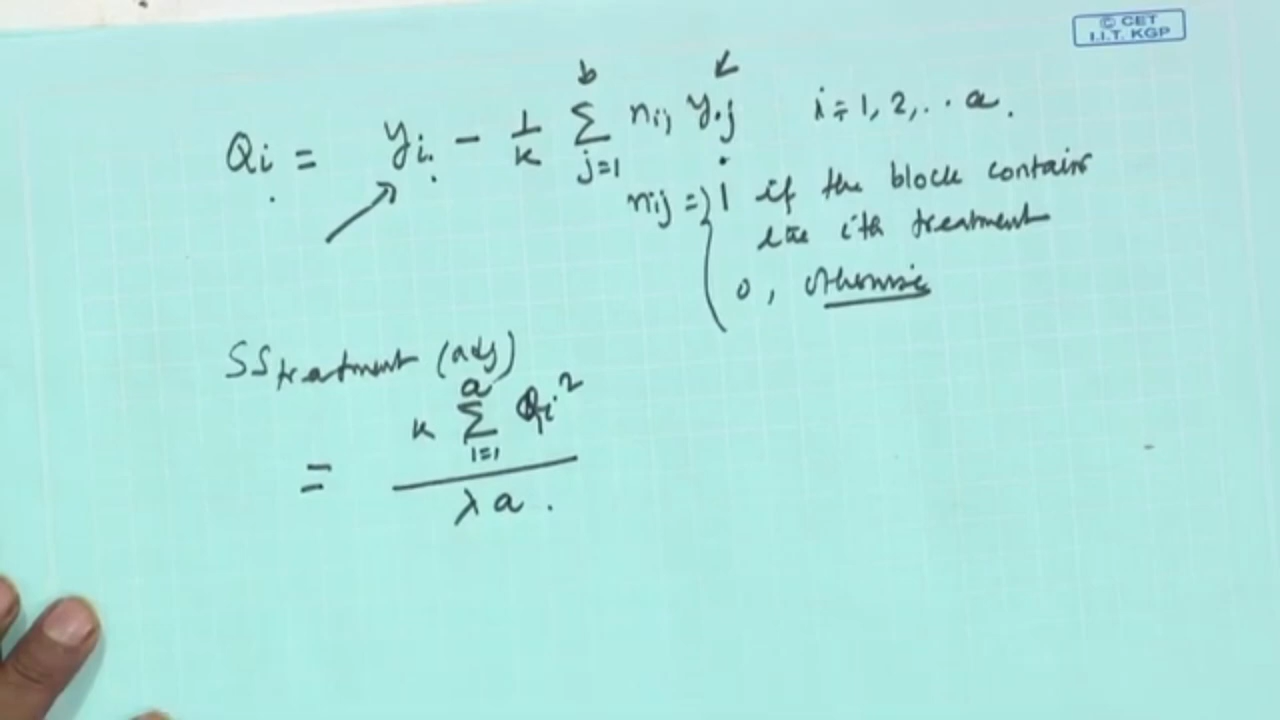 © CET
I.I.T. KGP
Qi = yi. - 1/k Σ_{j=1}^{b} nij y.j   i = 1, 2, .. a.
nij = { 1 if the block contains
the ith treatment
0, otherwise
SS treatment (adj)
= k Σ_{i=1}^{a} Qi² / λ a .